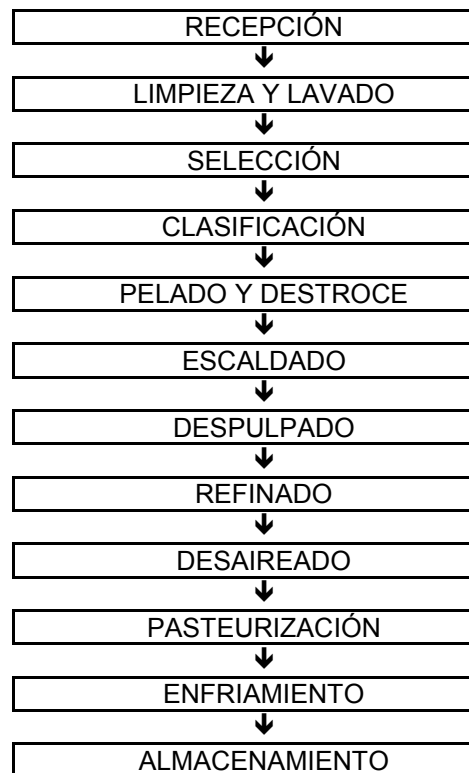 RECEPCIÓN
LIMPIEZA Y LAVADO
SELECCIÓN
CLASIFICACIÓN
PELADO Y DESTROCE
ESCALDADO
DESPULPADO
REFINADO
DESAIREADO
PASTEURIZACIÓN
ENFRIAMIENTO
ALMACENAMIENTO